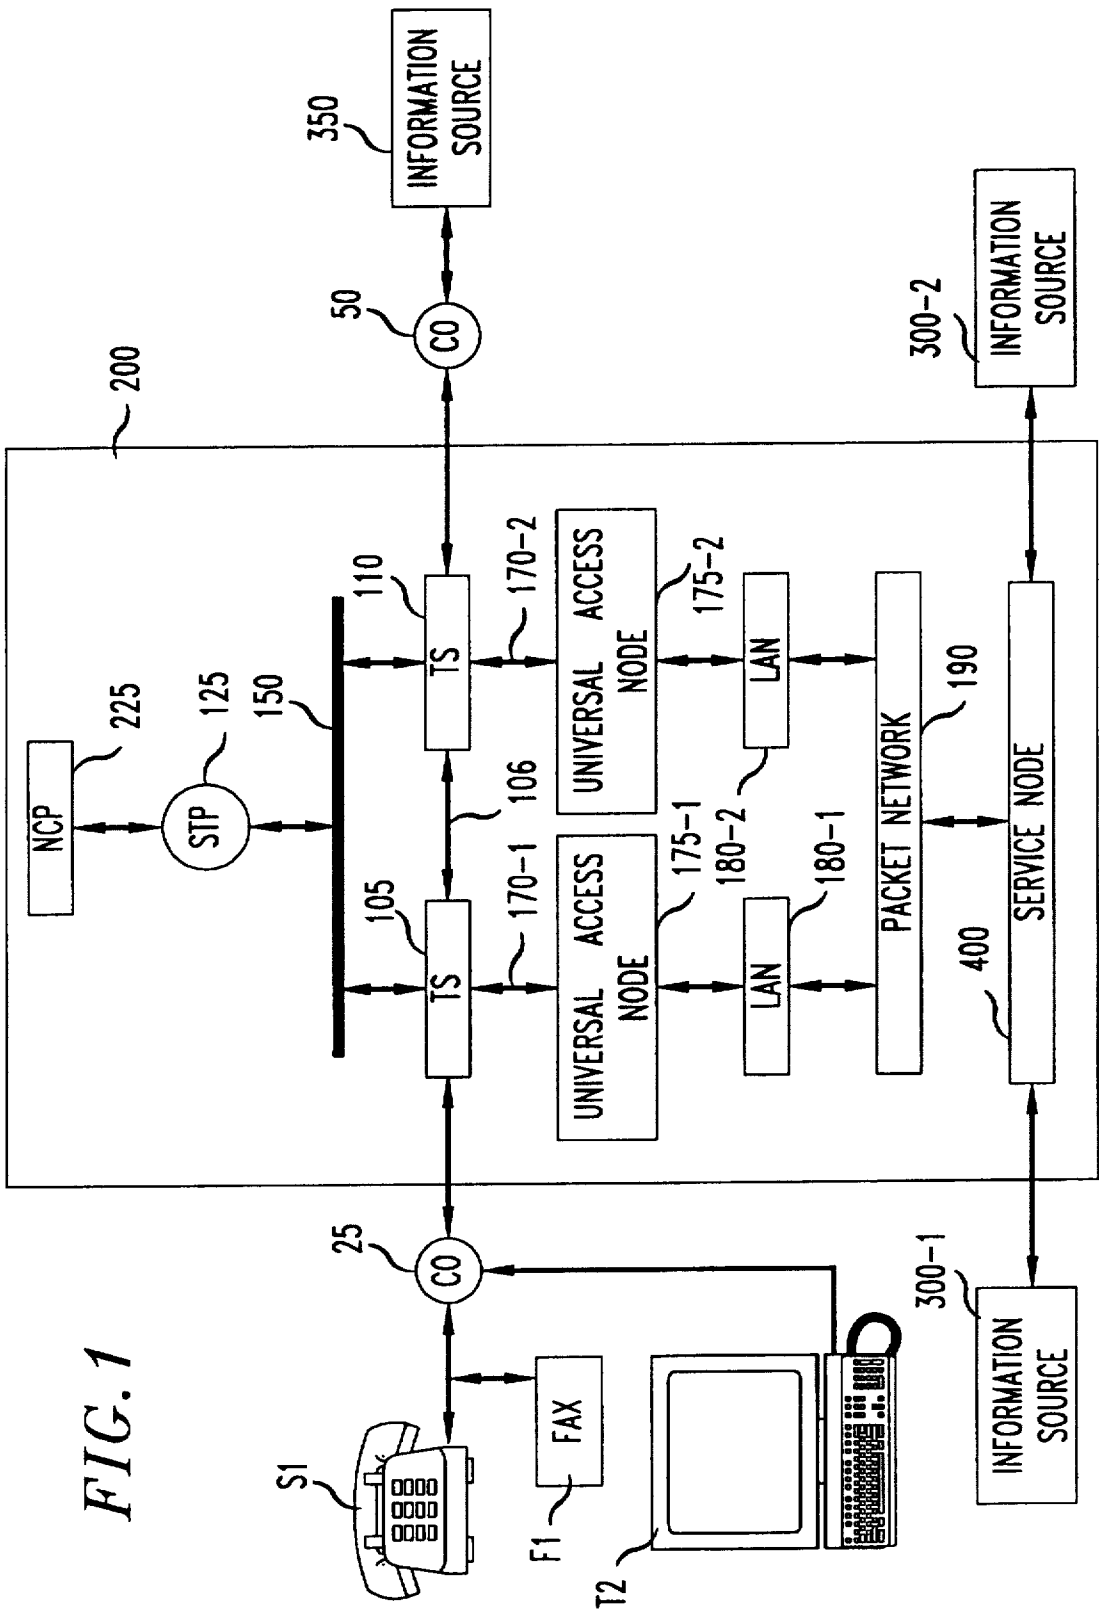 FIG.1
NCP
225
200
STP
125
150
350
INFORMATION
SOURCE
S1
25
CO
105
TS
106
110
TS
50
CO
F1
FAX
170-1
170-2
UNIVERSAL ACCESS
NODE
175-1
UNIVERSAL ACCESS
NODE
175-2
T2
LAN
180-1
180-2
LAN
PACKET NETWORK
190
300-1
INFORMATION
SOURCE
400
SERVICE NODE
300-2
INFORMATION
SOURCE